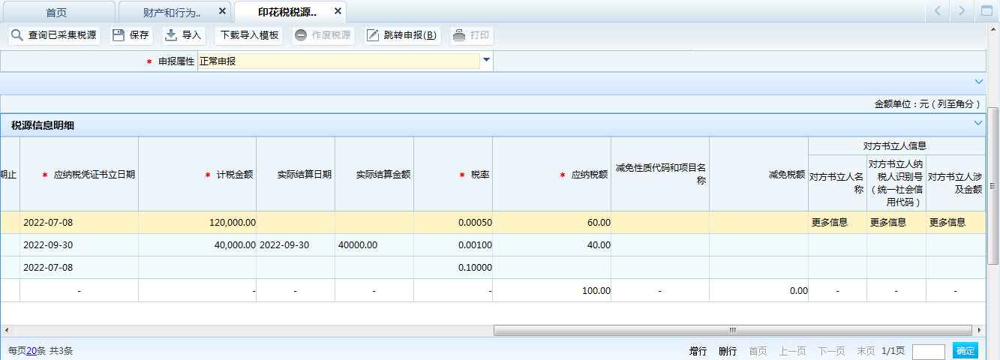 首页 财产和行为.. 印花税税源..
查询已采集税源 保存 导入 下载导入模板 作废税源 跳转申报(B) 打印
* 申报属性 正常申报
金额单位：元（列至角分）
税源信息明细
期止 * 应纳税凭证书立日期 * 计税金额 实际结算日期 实际结算金额 * 税率 * 应纳税额 减免性质代码和项目名称 减免税额 对方书立人信息
对方书立人名称 对方书立人纳税人识别号（统一社会信用代码） 对方书立人涉及金额
2022-07-08 120,000.00 0.00050 60.00 更多信息 更多信息 更多信息
2022-09-30 40,000.00 2022-09-30 40000.00 0.00100 40.00
2022-07-08 0.10000
- - - - - 100.00 - 0.00 - - -
每页20条 共3条 增行 删行 首页 上一页 下一页 末页 1/1页 确定